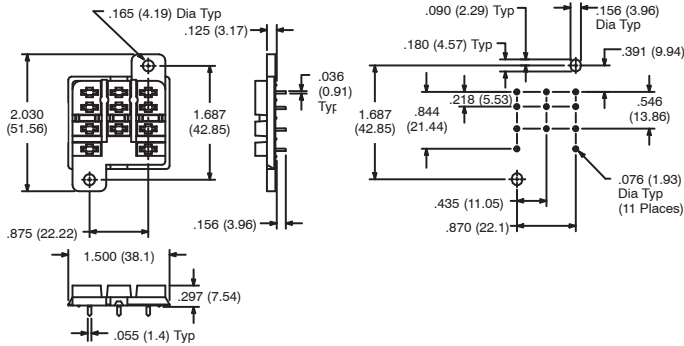 .165 (4.19) Dia Typ
.125 (3.17)
.036
(0.91)
Typ
2.030
(51.56)
1.687
(42.85)
.875 (22.22)
.156 (3.96)
1.500 (38.1)
.297 (7.54)
.055 (1.4) Typ
.090 (2.29) Typ
.156 (3.96)
Dia Typ
.180 (4.57) Typ
.391 (9.94)
.218 (5.53)
1.687
(42.85)
.844
(21.44)
.546
(13.86)
.435 (11.05)
.870 (22.1)
.076 (1.93)
Dia Typ
(11 Places)